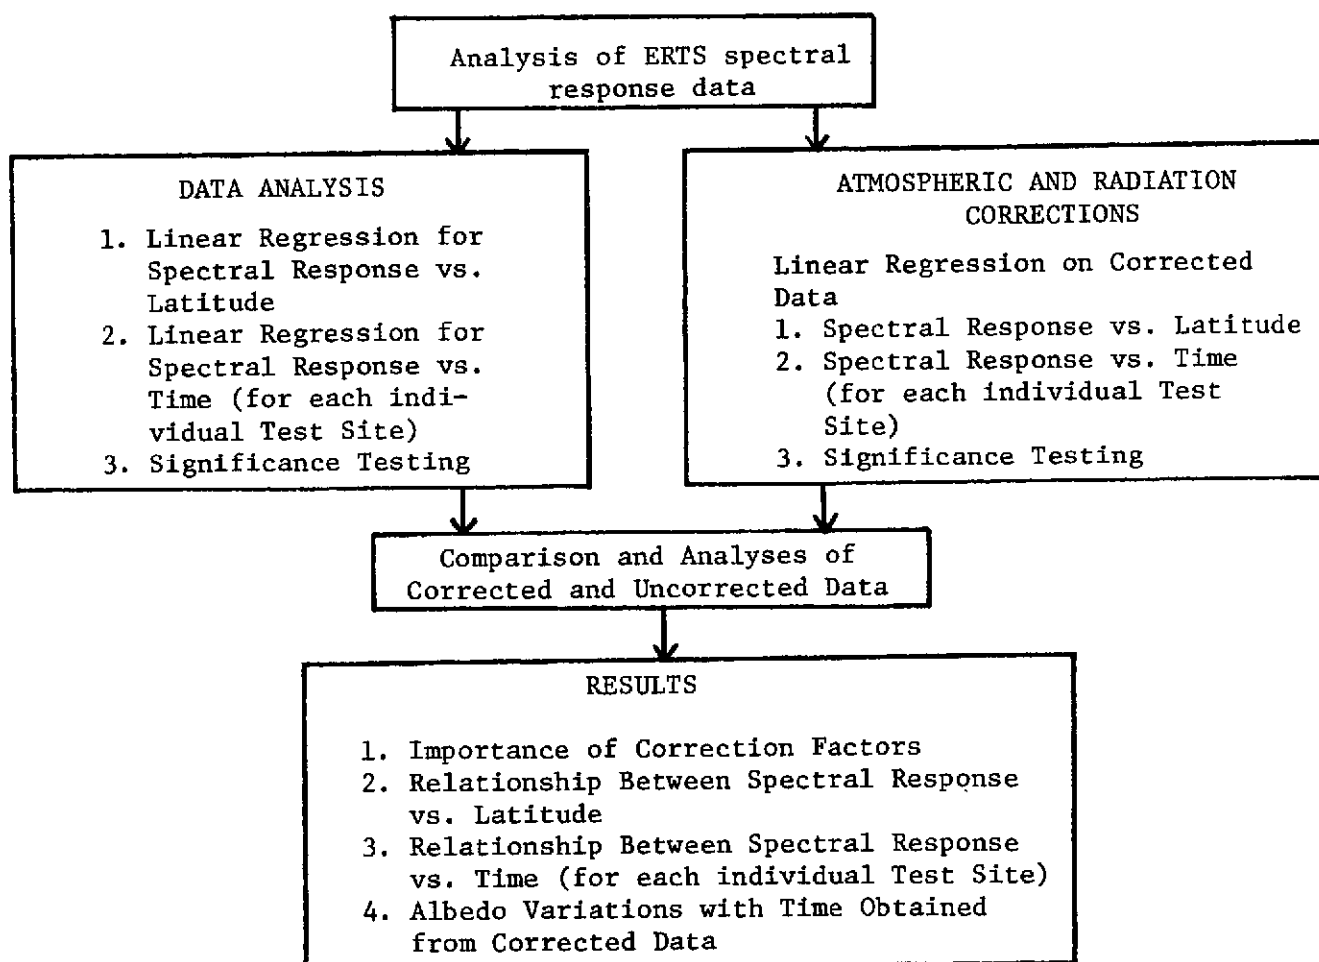 Analysis of ERTS spectral
response data
DATA ANALYSIS
1. Linear Regression for
Spectral Response vs.
Latitude
2. Linear Regression for
Spectral Response vs.
Time (for each indi-
vidual Test Site)
3. Significance Testing
ATMOSPHERIC AND RADIATION
CORRECTIONS
Linear Regression on Corrected
Data
1. Spectral Response vs. Latitude
2. Spectral Response vs. Time
(for each individual Test
Site)
3. Significance Testing
Comparison and Analyses of
Corrected and Uncorrected Data
RESULTS
1. Importance of Correction Factors
2. Relationship Between Spectral Response
vs. Latitude
3. Relationship Between Spectral Response
vs. Time (for each individual Test Site)
4. Albedo Variations with Time Obtained
from Corrected Data